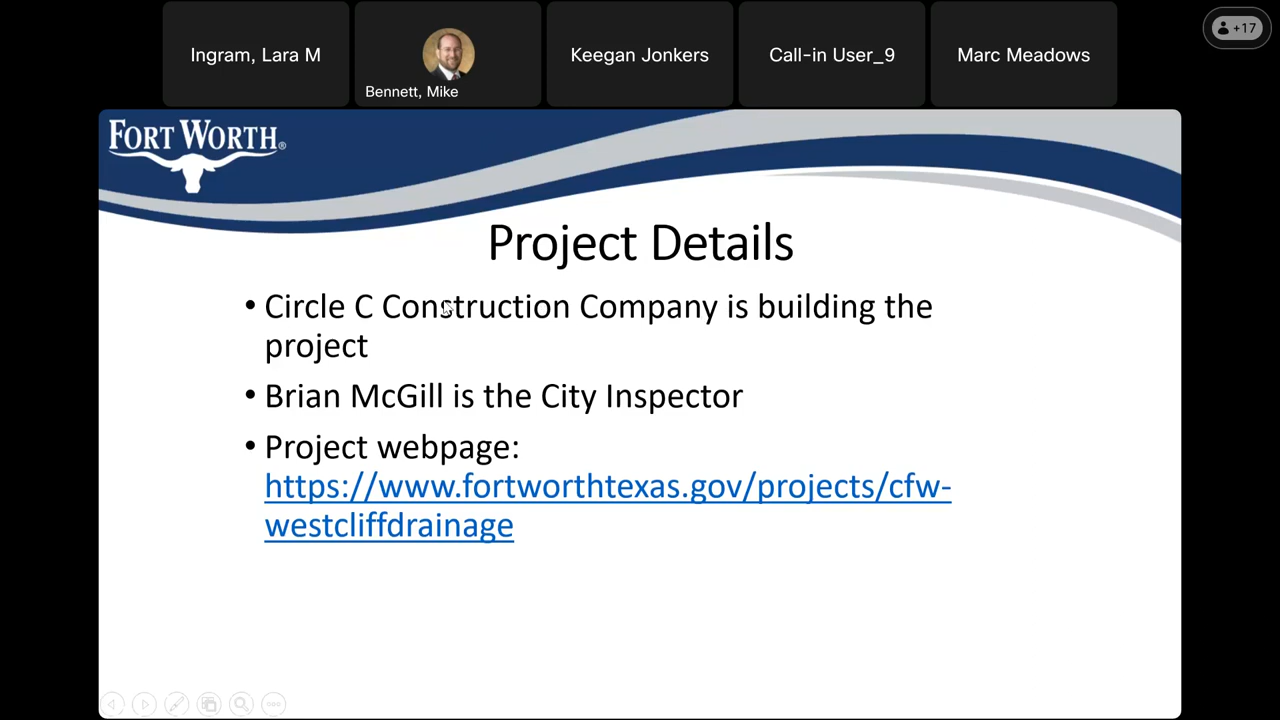 Ingram, Lara M
Bennett, Mike
Keegan Jonkers
Call-in User_9
Marc Meadows
+17
FORT WORTH®
Project Details
• Circle C Construction Company is building the
project
• Brian McGill is the City Inspector
• Project webpage:
https://www.fortworthtexas.gov/projects/cfw-
westcliffdrainage